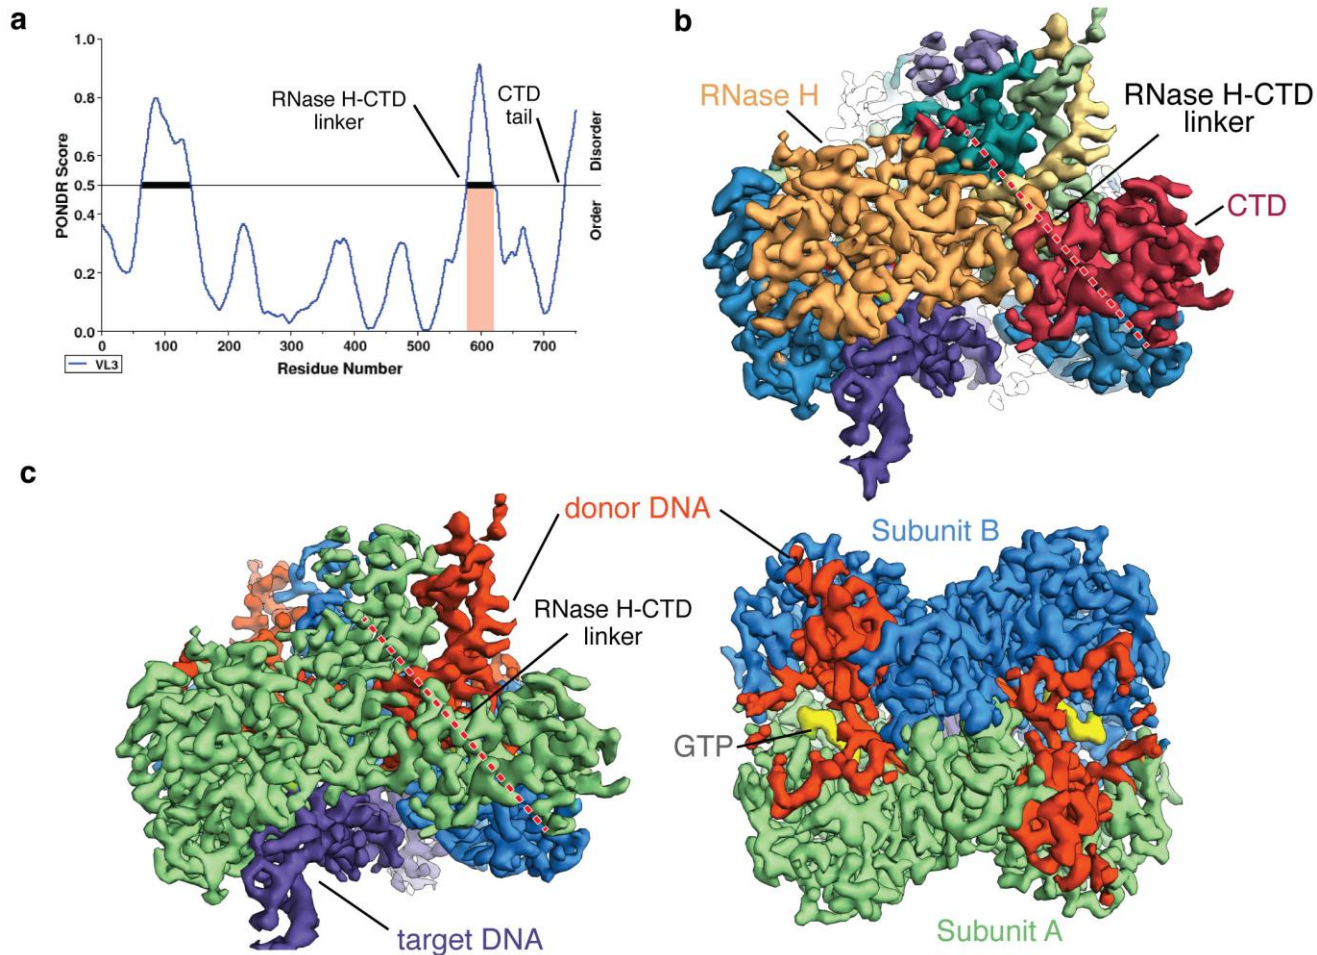 a
1.0
0.8
0.6
0.5
0.4
0.2
0.0
PONDR Score
RNase H-CTD
linker
CTD
tail
Disorder
Order
0
100
200
300
400
500
600
700
VL3
Residue Number
b
RNase H
RNase H-CTD
linker
CTD
c
donor DNA
RNase H-CTD
linker
target DNA
Subunit B
GTP
Subunit A